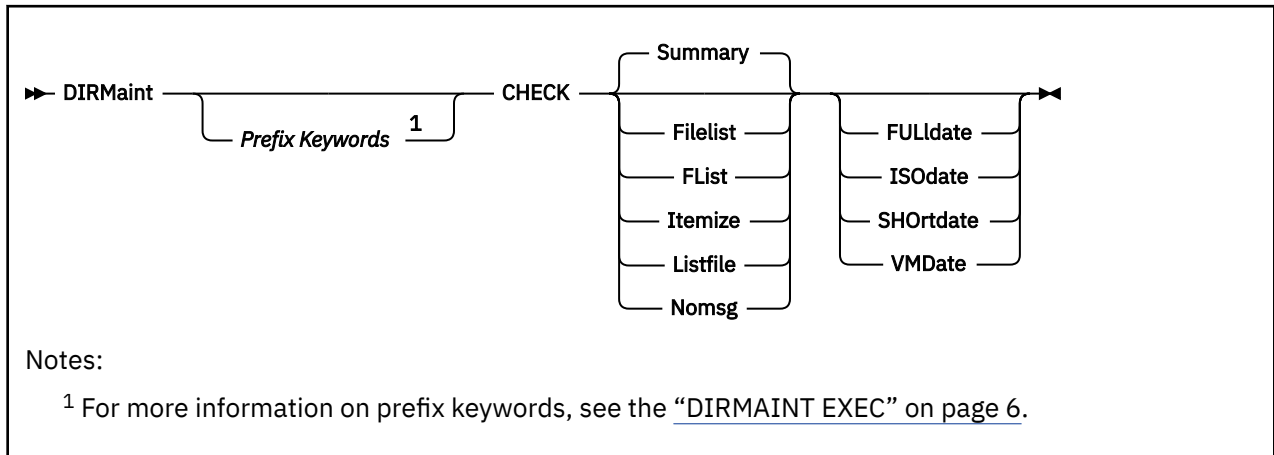 Summary
DIRMaint
Prefix Keywords 1
CHECK
Filelist
FList
Itemize
Listfile
Nomsg
FULldate
ISOdate
SHOrtdate
VMDate
Notes:
1 For more information on prefix keywords, see the “DIRMAINT EXEC” on page 6.